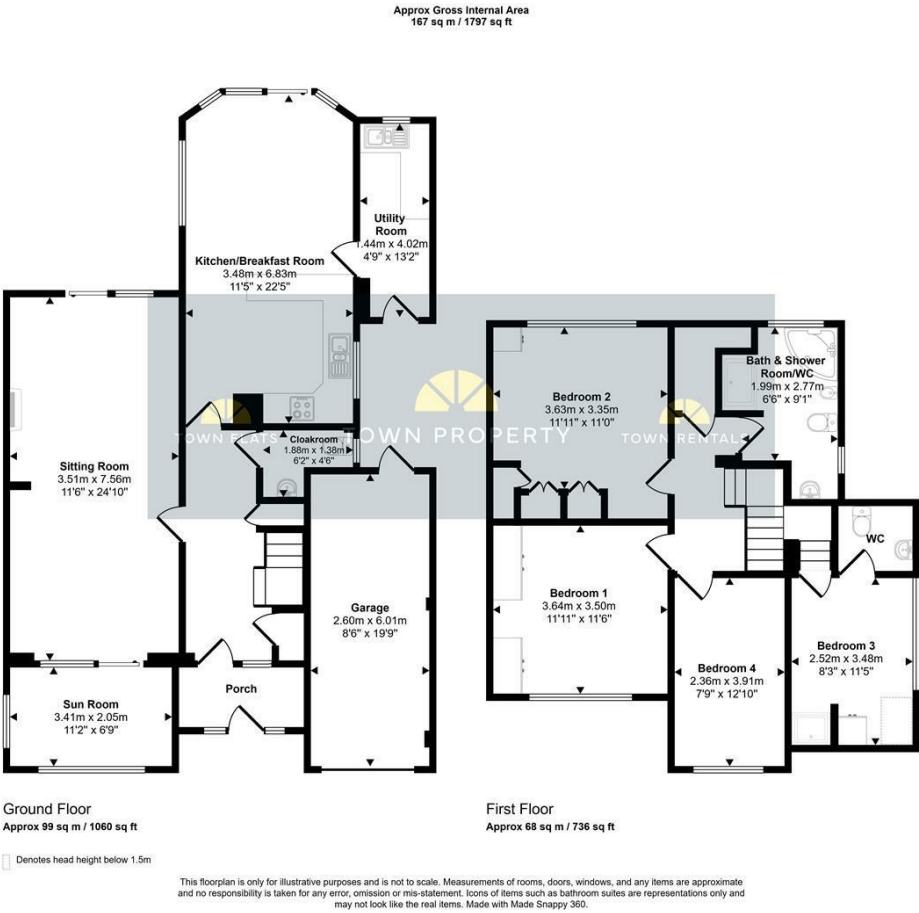 Approx Gross Internal Area
167 sq m / 1797 sq ft
Utility
Room
1.44m x 4.02m
4'9" x 13'2"
Kitchen/Breakfast Room
3.48m x 6.83m
11'5" x 22'5"
Sitting Room
3.51m x 7.56m
11'6" x 24'10"
Cloakroom
1.88m x 1.38m
6'2" x 4'6"
Garage
2.60m x 6.01m
8'6" x 19'9"
Porch
Sun Room
3.41m x 2.05m
11'2" x 6'9"
Bath & Shower
Room/WC
1.99m x 2.77m
6'6" x 9'1"
Bedroom 2
3.63m x 3.35m
11'11" x 11'0"
TOWN FLATS
TOWN PROPERTY
TOWN RENTALS
WC
Bedroom 1
3.64m x 3.50m
11'11" x 11'6"
Bedroom 4
2.36m x 3.91m
7'9" x 12'10"
Bedroom 3
2.52m x 3.48m
8'3" x 11'5"
Ground Floor
Approx 99 sq m / 1060 sq ft
First Floor
Approx 68 sq m / 736 sq ft
Denotes head height below 1.5m
This floorplan is only for illustrative purposes and is not to scale. Measurements of rooms, doors, windows, and any items are approximate
and no responsibility is taken for any error, omission or mis-statement. Icons of items such as bathroom suites are representations only and
may not look like the real items. Made with Made Snappy 360.